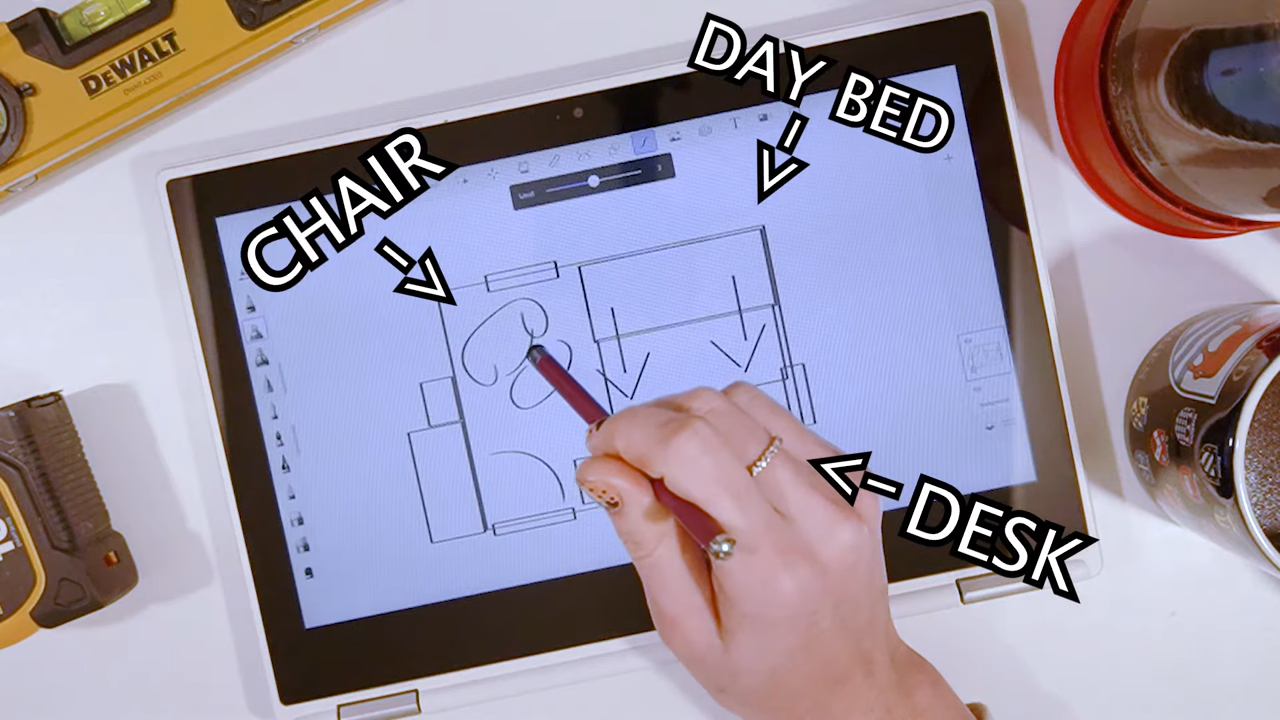 DEWALT
DAY BED
CHAIR
T
<- DESK